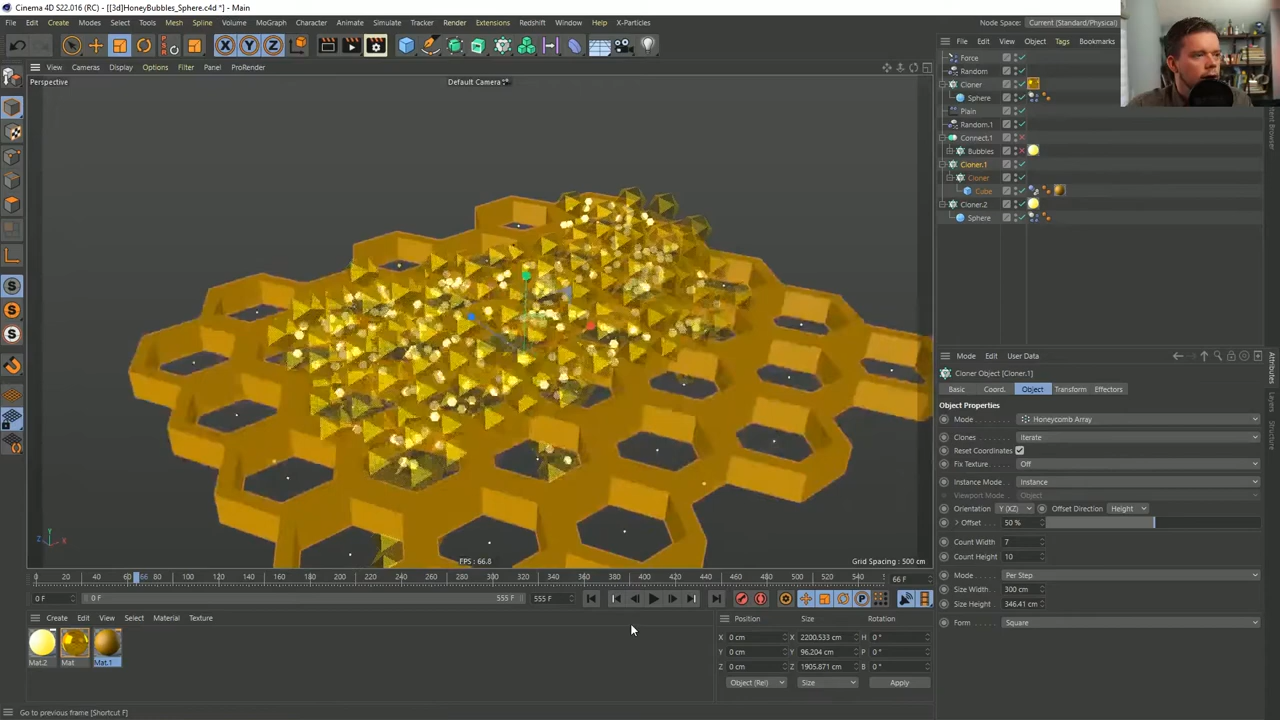 Cinema 4D S22.016 (RC) - [[3d]HoneyBubbles_Sphere.c4d *] - Main
File Edit Create Modes Select Tools Mesh Spline Volume MoGraph Character Animate Simulate Tracker Render Extensions Redshift Window Help X-Particles
Node Space: Current (Standard/Physical)
File Edit View Object Tags Bookmarks
X Y Z
View Cameras Display Options Filter Panel ProRender
Perspective
Default Camera
Force
Random
Cloner
Sphere
Plain
Random.1
Connect.1
Bubbles
Cloner.1
Cloner
Cube
Cloner.2
Sphere
Content Browser
Attributes
Layers
Structure
Mode Edit User Data
Cloner Object [Cloner.1]
Basic Coord. Object Transform Effectors
Object Properties
Mode Honeycomb Array
Clones Iterate
Reset Coordinates
Fix Texture Off
Instance Mode Instance
Viewport Mode Object
Orientation Y (XZ) Offset Direction Height
> Offset 50 %
Count Width 7
Count Height 10
Mode Per Step
Size Width 300 cm
Size Height 346.41 cm
Form Square
Y
Z X
FPS : 66.8
Grid Spacing : 500 cm
0 20 40 60 66 80 100 120 140 160 180 200 220 240 260 280 300 320 340 360 380 400 420 440 460 480 500 520 540
66 F
0 F 0 F 555 F 555 F
Create Edit View Select Material Texture
Mat.2 Mat Mat.1
Position Size Rotation
X 0 cm X 2200.533 cm H 0 °
Y 0 cm Y 96.204 cm P 0 °
Z 0 cm Z 1905.871 cm B 0 °
Object (Rel) Size Apply
Go to previous frame [Shortcut F]